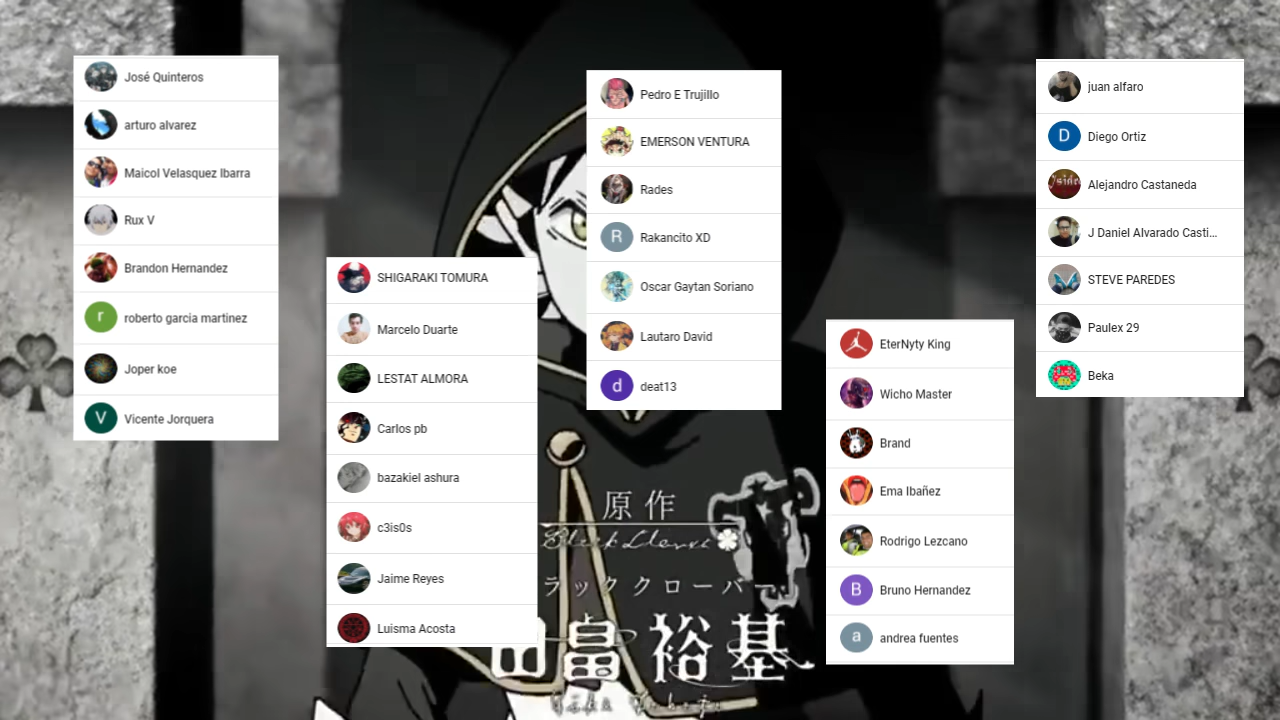 José Quinteros
arturo alvarez
Maicol Velasquez Ibarra
Rux V
Brandon Hernandez
r
roberto garcia martinez
Joper koe
V
Vicente Jorquera
SHIGARAKI TOMURA
Marcelo Duarte
LESTAT ALMORA
Carlos pb
bazakiel ashura
c3is0s
Jaime Reyes
Luisma Acosta
Pedro E Trujillo
EMERSON VENTURA
Rades
R
Rakancito XD
Oscar Gaytan Soriano
Lautaro David
d
deat13
EterNyty King
Wicho Master
Brand
Ema Ibañez
Rodrigo Lezcano
B
Bruno Hernandez
a
andrea fuentes
juan alfaro
D
Diego Ortiz
Alejandro Castaneda
J Daniel Alvarado Casti...
STEVE PAREDES
Paulex 29
Beka
原作
ラッククローバー
田畠裕基